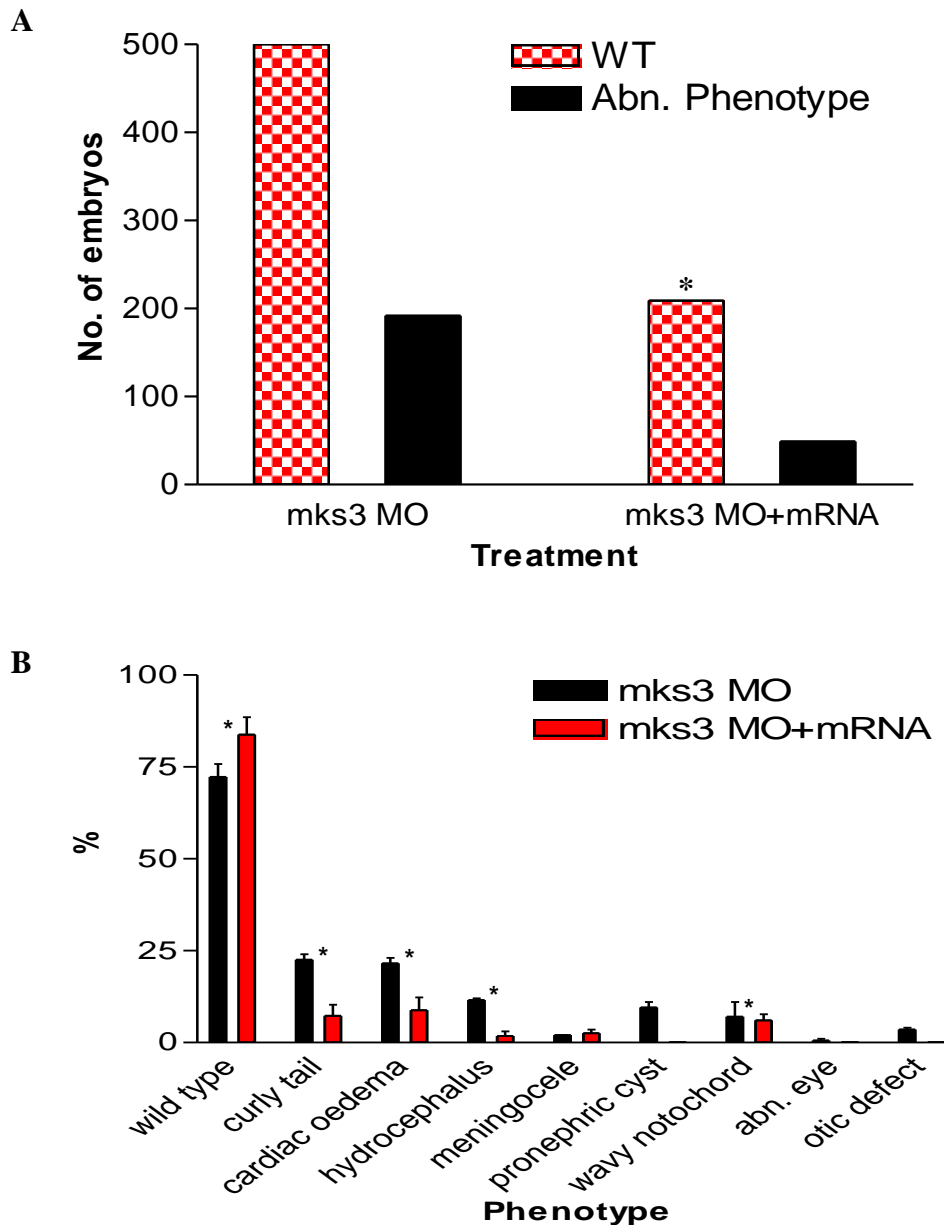 A
500
400
300
200
100
0
No. of embryos
WT
Abn. Phenotype
*
mks3 MO
mks3 MO+mRNA
Treatment
B
100
75
50
25
0
%
mks3 MO
mks3 MO+mRNA
*
*
*
*
*
wild type
curly tail
cardiac oedema
hydrocephalus
meningocele
pronephric cyst
wavy notochord
abn. eye
otic defect
Phenotype